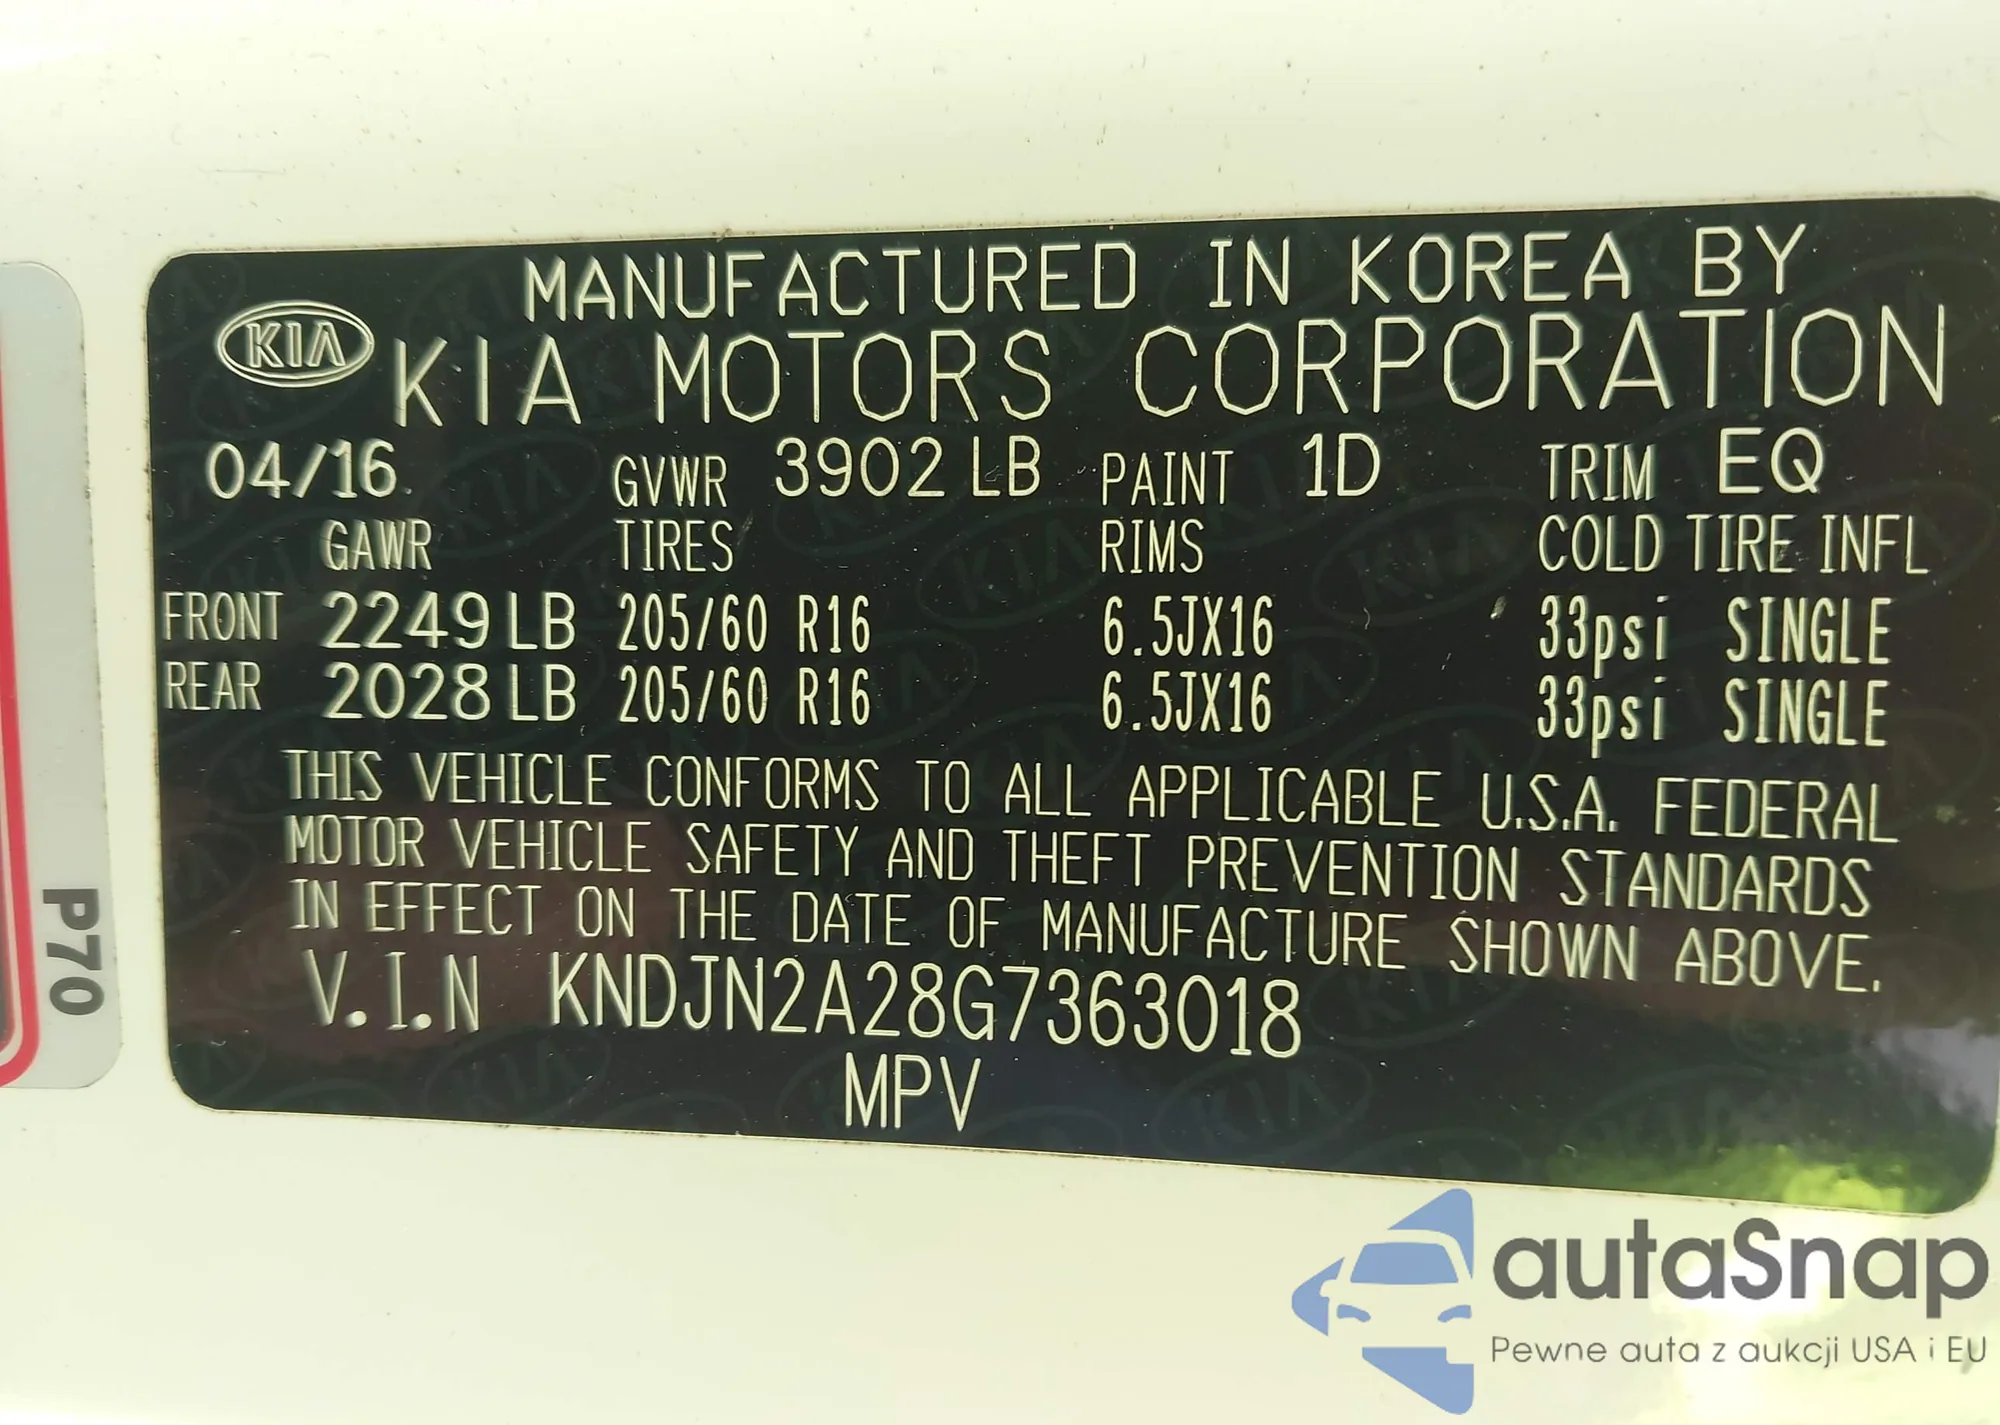 MANUFACTURED IN KOREA BY
KIA KIA MOTORS CORPORATION
04/16 GVWR 3902 LB PAINT 1D TRIM EQ
GAWR TIRES RIMS COLD TIRE INFL
FRONT 2249 LB 205/60 R16 6.5JX16 33psi SINGLE
REAR 2028 LB 205/60 R16 6.5JX16 33psi SINGLE
THIS VEHICLE CONFORMS TO ALL APPLICABLE U.S.A. FEDERAL
MOTOR VEHICLE SAFETY AND THEFT PREVENTION STANDARDS
IN EFFECT ON THE DATE OF MANUFACTURE SHOWN ABOVE.
V.I.N KNDJN2A28G7363018
MPV
P70
autaSnap
Pewne auta z aukcji USA i EU